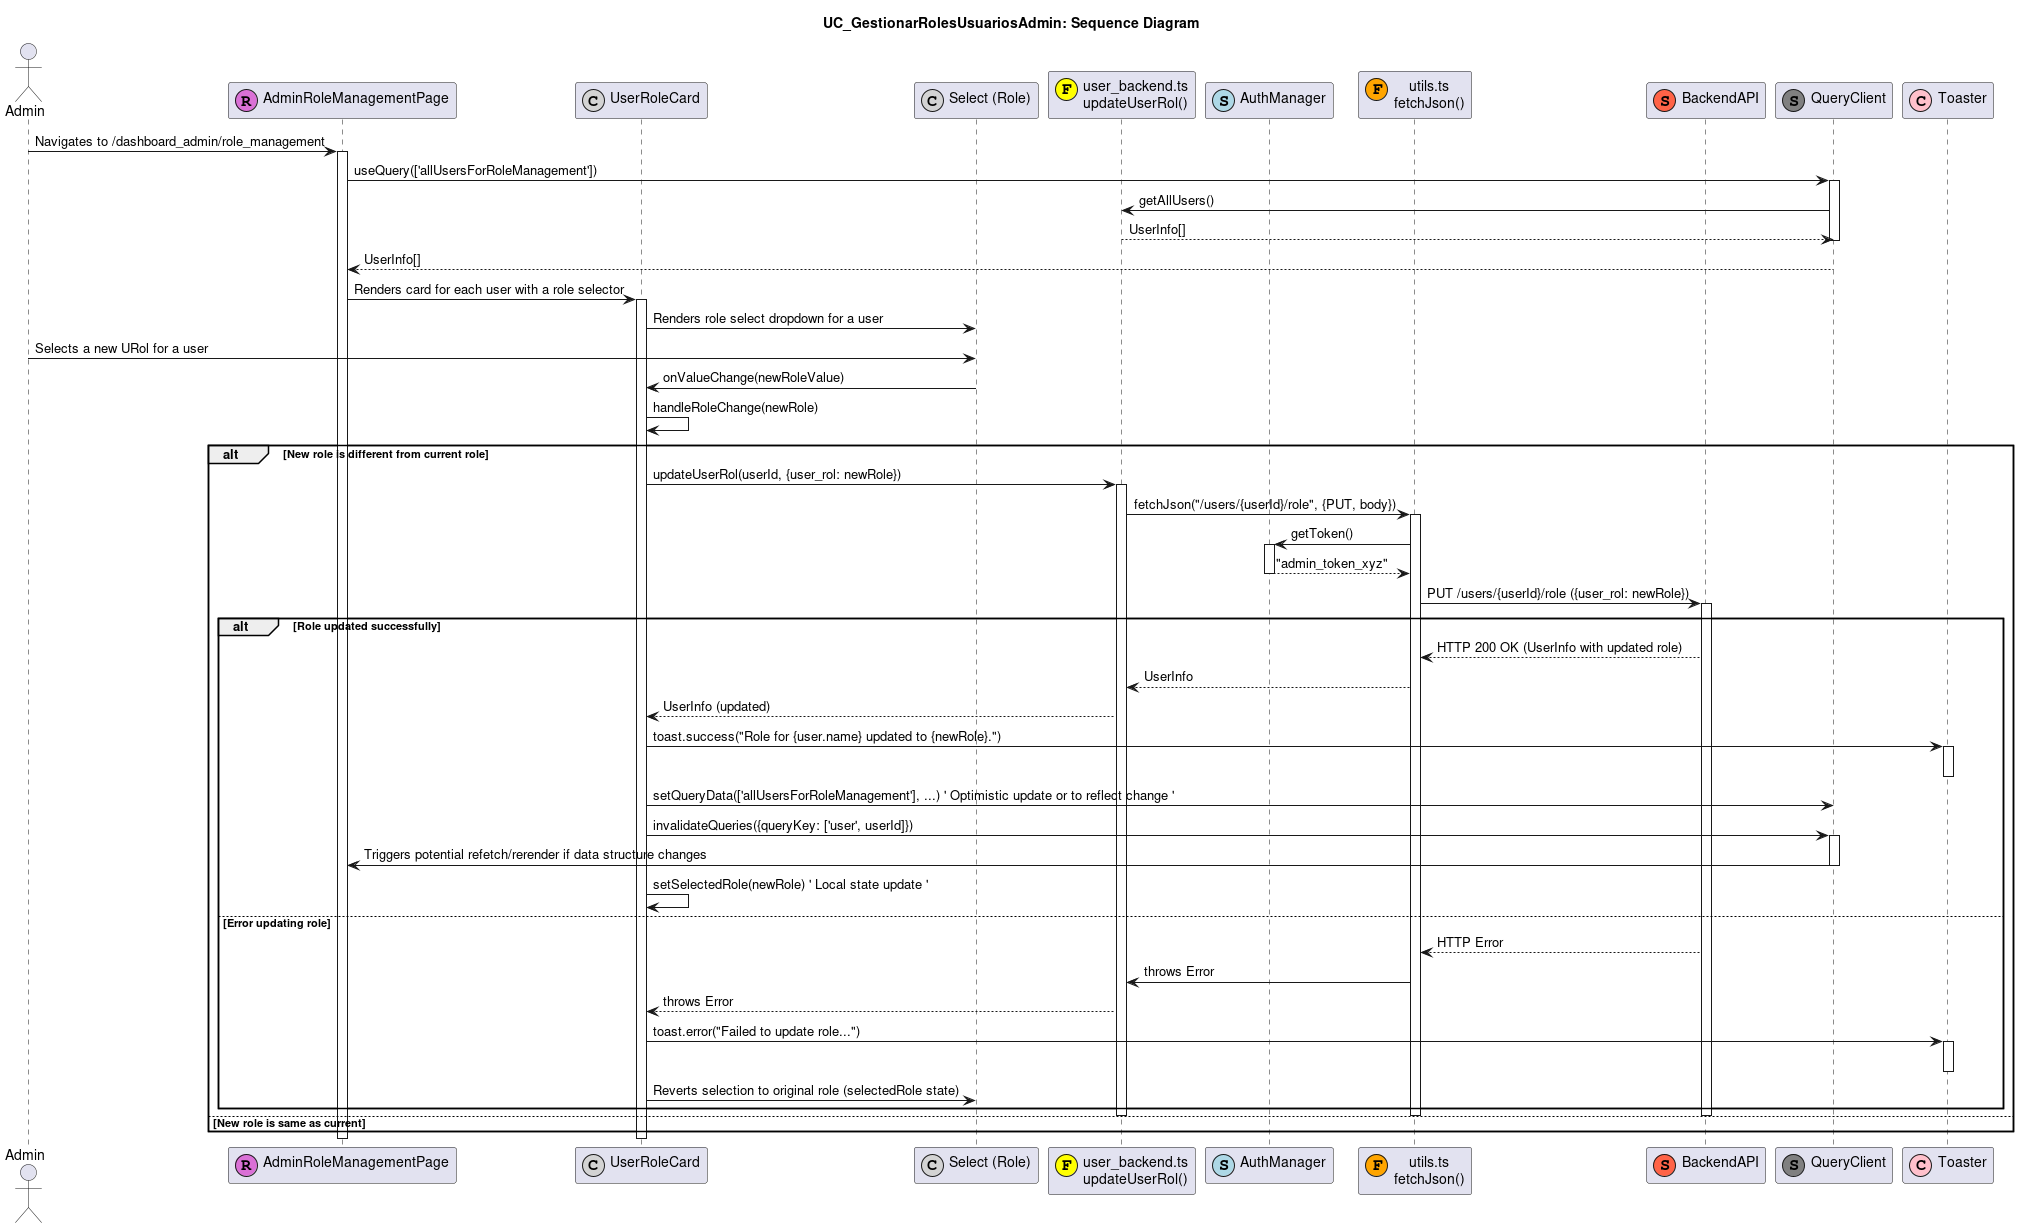 UC_GestionarRolesUsuariosAdmin: Sequence Diagram
Admin
R AdminRoleManagementPage
C UserRoleCard
C Select (Role)
F user_backend.ts
updateUserRol()
S AuthManager
F utils.ts
fetchJson()
S BackendAPI
S QueryClient
C Toaster
Navigates to /dashboard_admin/role_management
useQuery(['allUsersForRoleManagement'])
getAllUsers()
UserInfo[]
UserInfo[]
Renders card for each user with a role selector
Renders role select dropdown for a user
Selects a new URol for a user
onValueChange(newRoleValue)
handleRoleChange(newRole)
alt [New role is different from current role]
updateUserRol(userId, {user_rol: newRole})
fetchJson("/users/{userId}/role", {PUT, body})
getToken()
"admin_token_xyz"
PUT /users/{userId}/role ({user_rol: newRole})
alt [Role updated successfully]
HTTP 200 OK (UserInfo with updated role)
UserInfo
UserInfo (updated)
toast.success("Role for {user.name} updated to {newRole}.")
setQueryData(['allUsersForRoleManagement'], ...) ' Optimistic update or to reflect change '
invalidateQueries({queryKey: ['user', userId]})
Triggers potential refetch/rerender if data structure changes
setSelectedRole(newRole) ' Local state update '
[Error updating role]
HTTP Error
throws Error
throws Error
toast.error("Failed to update role...")
Reverts selection to original role (selectedRole state)
[New role is same as current]
Admin
R AdminRoleManagementPage
C UserRoleCard
C Select (Role)
F user_backend.ts
updateUserRol()
S AuthManager
F utils.ts
fetchJson()
S BackendAPI
S QueryClient
C Toaster